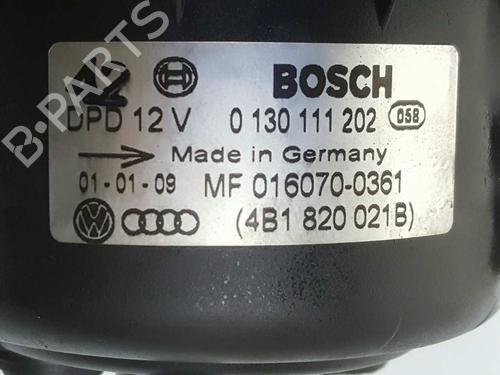 B-PARTS
BOSCH
DPD 12 V 0 130 111 202 058
Made in Germany
01-01-09 MF 016070-0361
(4B1 820 021B)